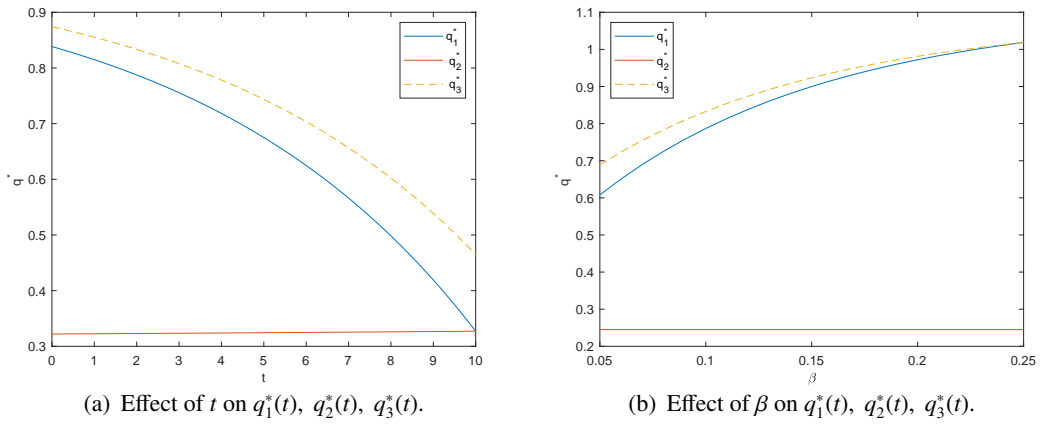 0.9
0.8
0.7
0.6
0.5
0.4
0.3
q*
0 1 2 3 4 5 6 7 8 9 10
t
q*1
q*2
q*3
(a) Effect of t on q*1(t), q*2(t), q*3(t).
1.1
1
0.9
0.8
0.7
0.6
0.5
0.4
0.3
0.2
q*
0.05 0.1 0.15 0.2 0.25
β
q*1
q*2
q*3
(b) Effect of β on q*1(t), q*2(t), q*3(t).